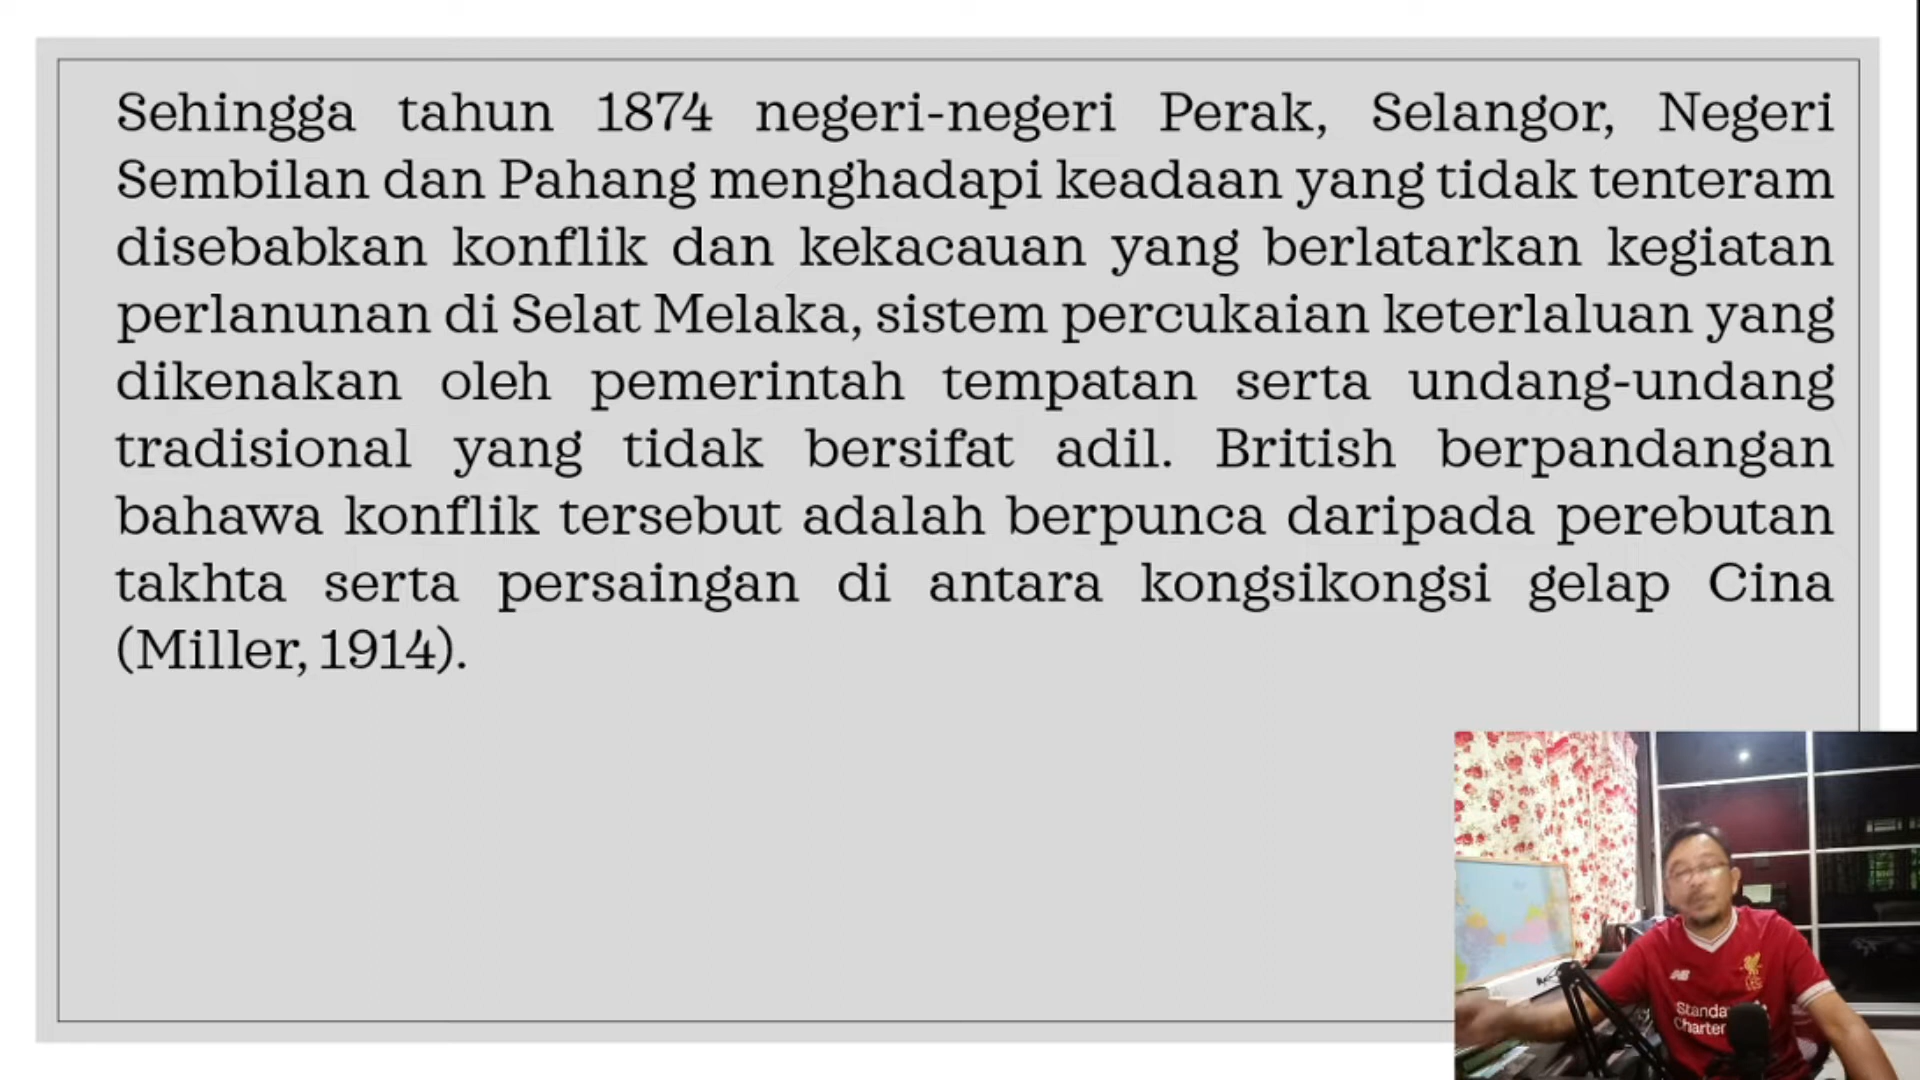 Sehingga tahun 1874 negeri-negeri Perak, Selangor, Negeri
Sembilan dan Pahang menghadapi keadaan yang tidak tenteram
disebabkan konflik dan kekacauan yang berlatarkan kegiatan
perlanunan di Selat Melaka, sistem percukaian keterlaluan yang
dikenakan oleh pemerintah tempatan serta undang-undang
tradisional yang tidak bersifat adil. British berpandangan
bahawa konflik tersebut adalah berpunca daripada perebutan
takhta serta persaingan di antara kongsikongsi gelap Cina
(Miller, 1914).